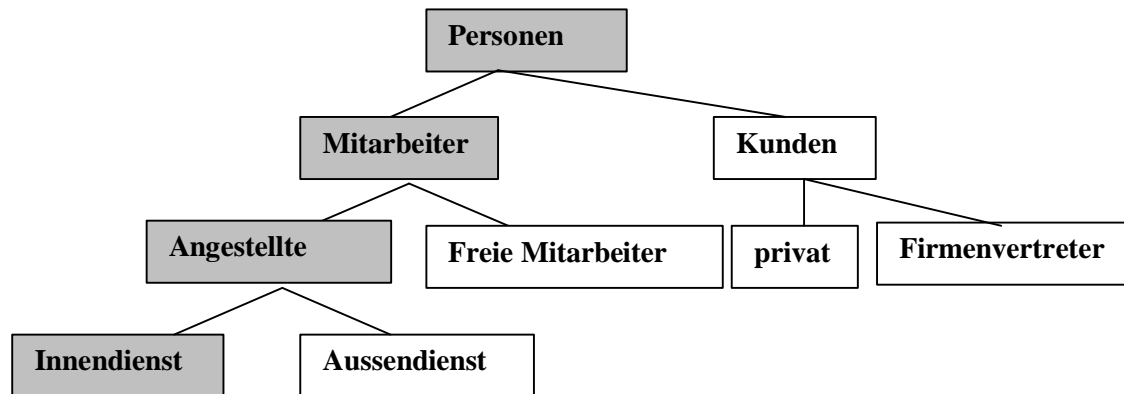 Personen
Mitarbeiter
Kunden
Angestellte
Freie Mitarbeiter
privat
Firmenvertreter
Innendienst
Aussendienst